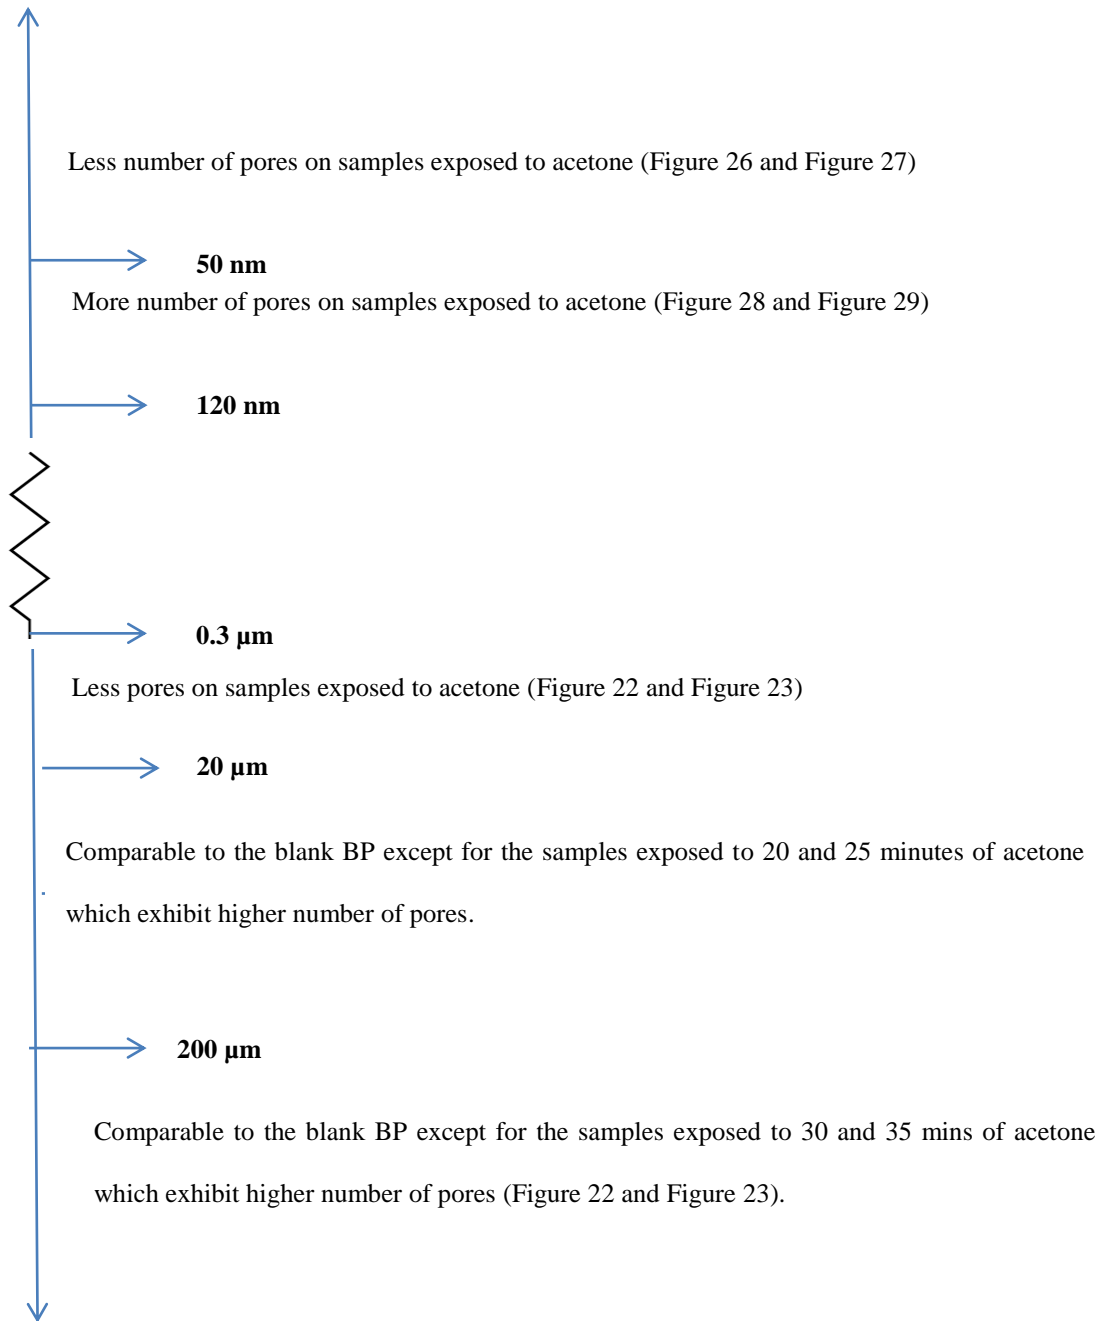 Less number of pores on samples exposed to acetone (Figure 26 and Figure 27)
50 nm
More number of pores on samples exposed to acetone (Figure 28 and Figure 29)
120 nm
0.3 µm
Less pores on samples exposed to acetone (Figure 22 and Figure 23)
20 µm
Comparable to the blank BP except for the samples exposed to 20 and 25 minutes of acetone
which exhibit higher number of pores.
200 µm
Comparable to the blank BP except for the samples exposed to 30 and 35 mins of acetone
which exhibit higher number of pores (Figure 22 and Figure 23).